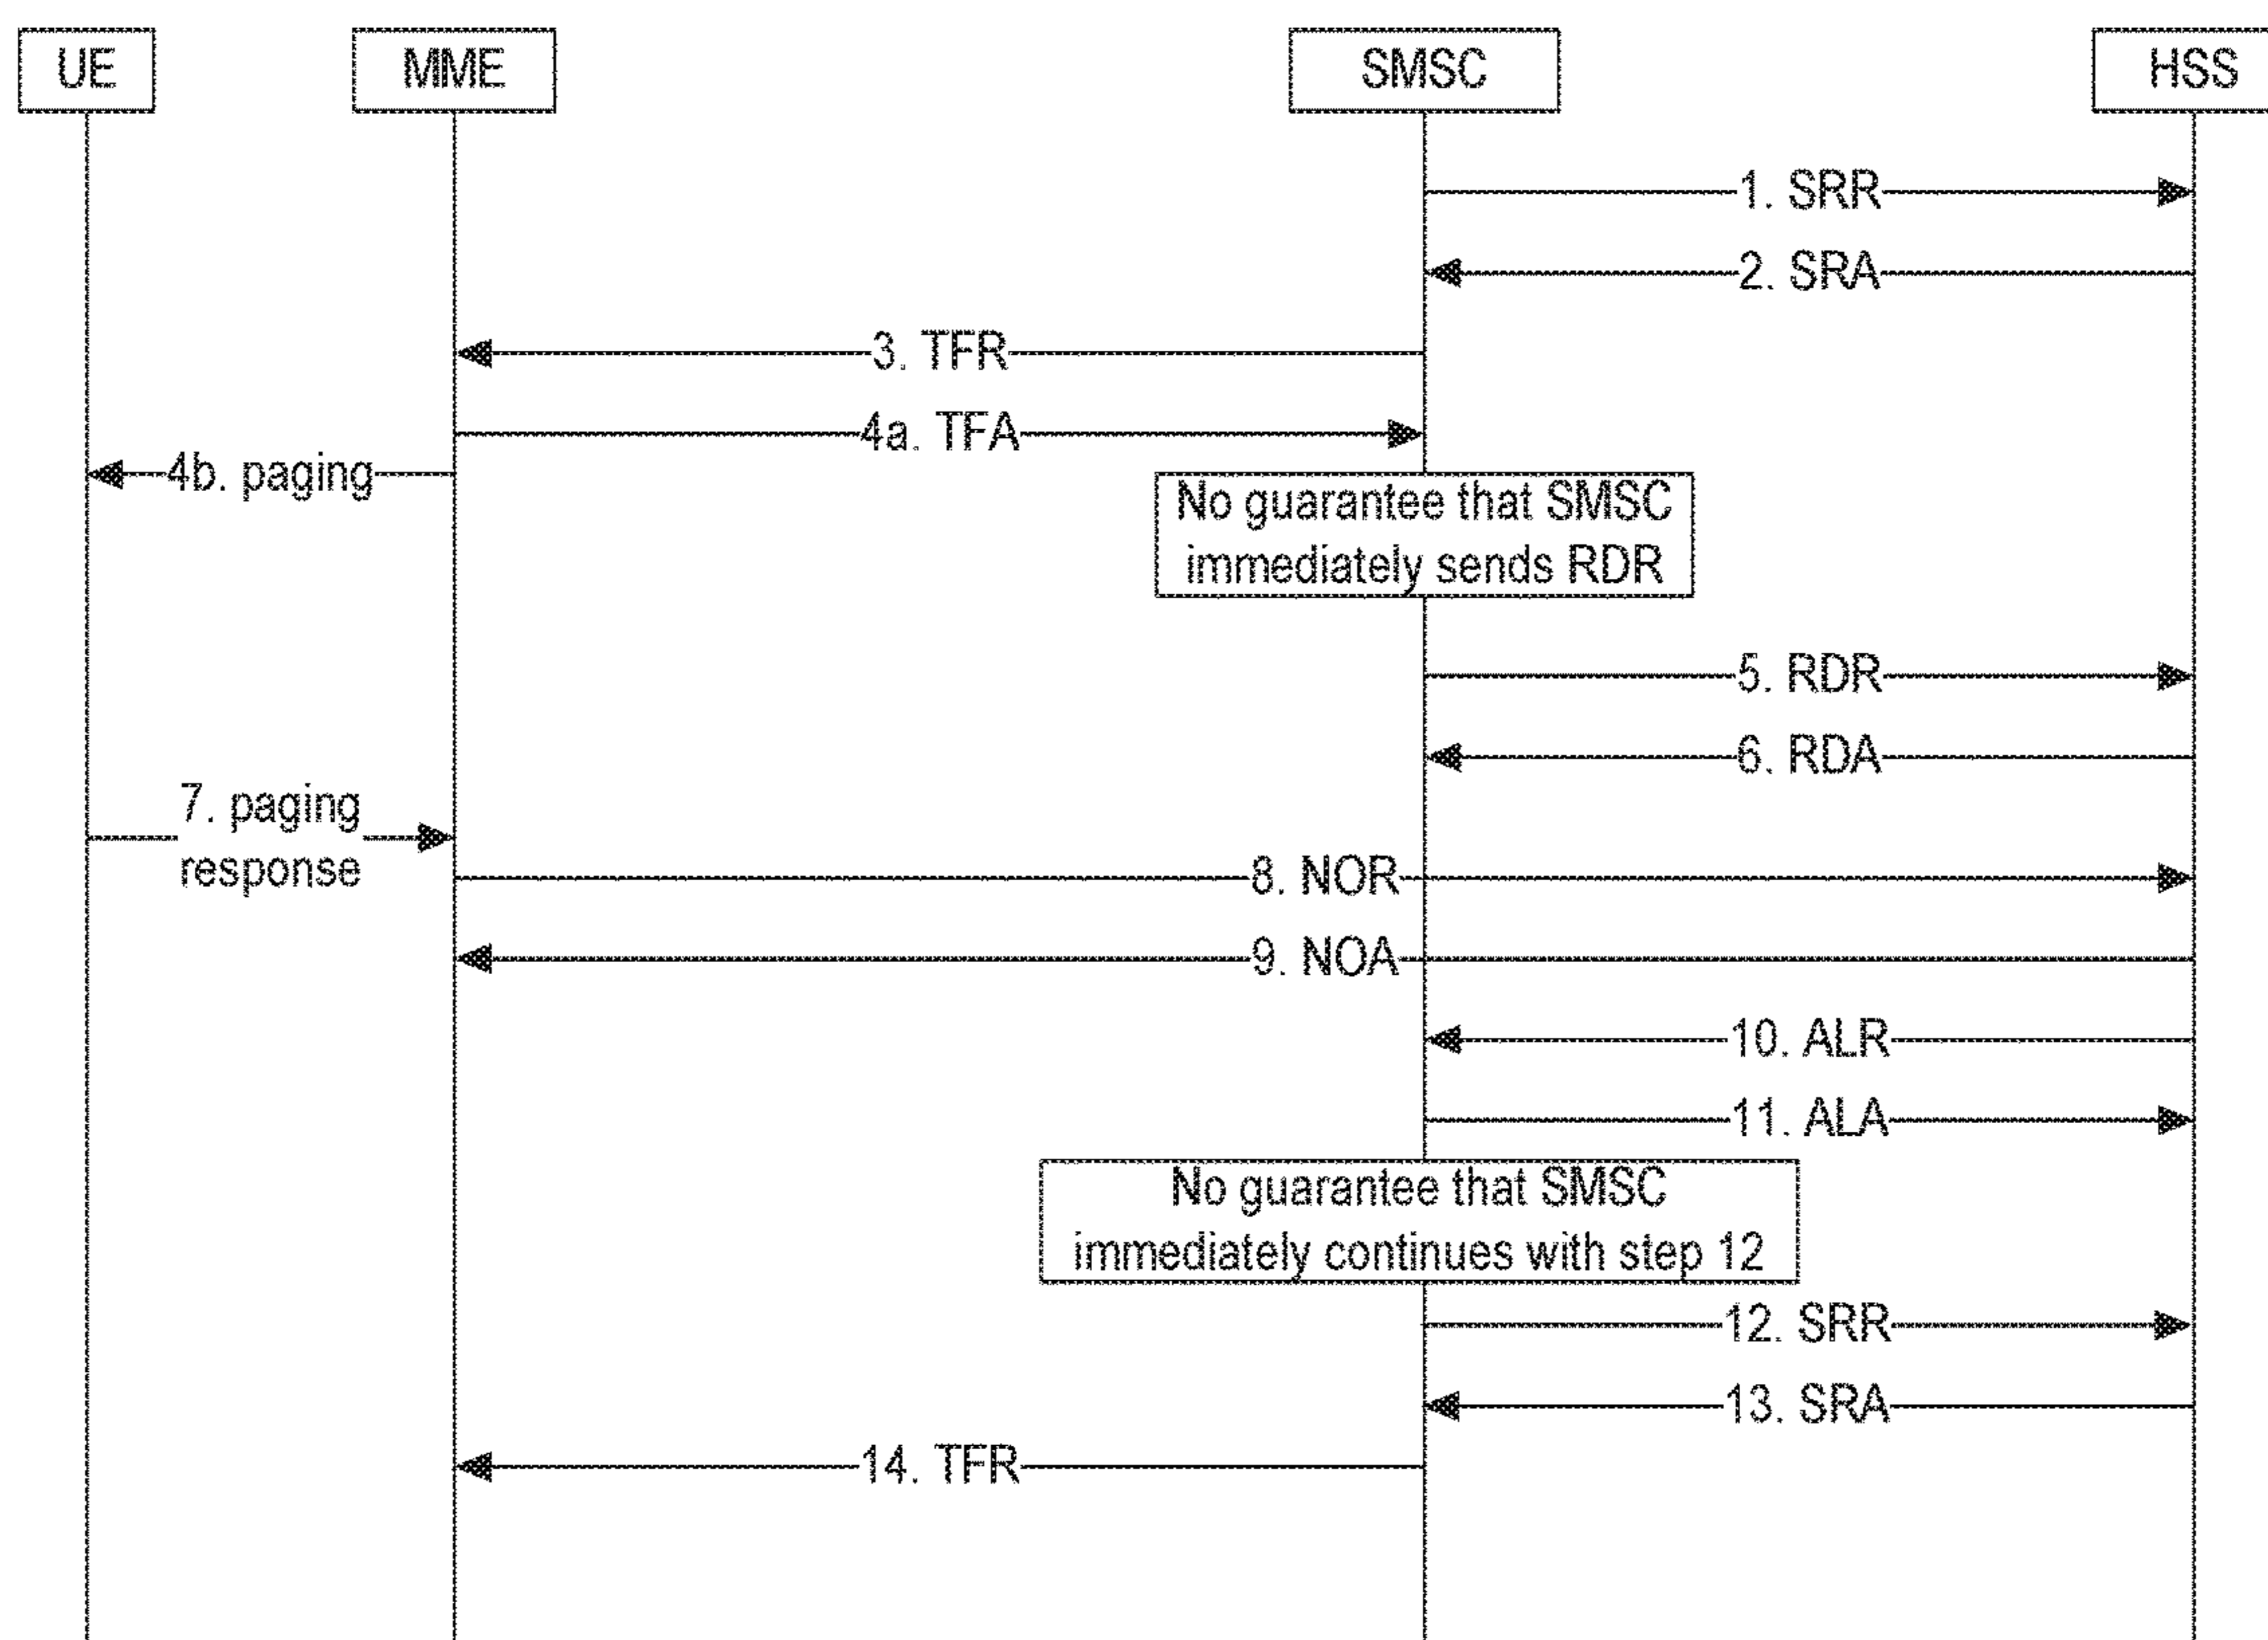 UE
MME
SMSC
HSS
1. SRR
2. SRA
3. TFR
4a. TFA
4b. paging
No guarantee that SMSC
immediately sends RDR
5. RDR
6. RDA
7. paging
response
8. NOR
9. NOA
10. ALR
11. ALA
No guarantee that SMSC
immediately continues with step 12
12. SRR
13. SRA
14. TFR